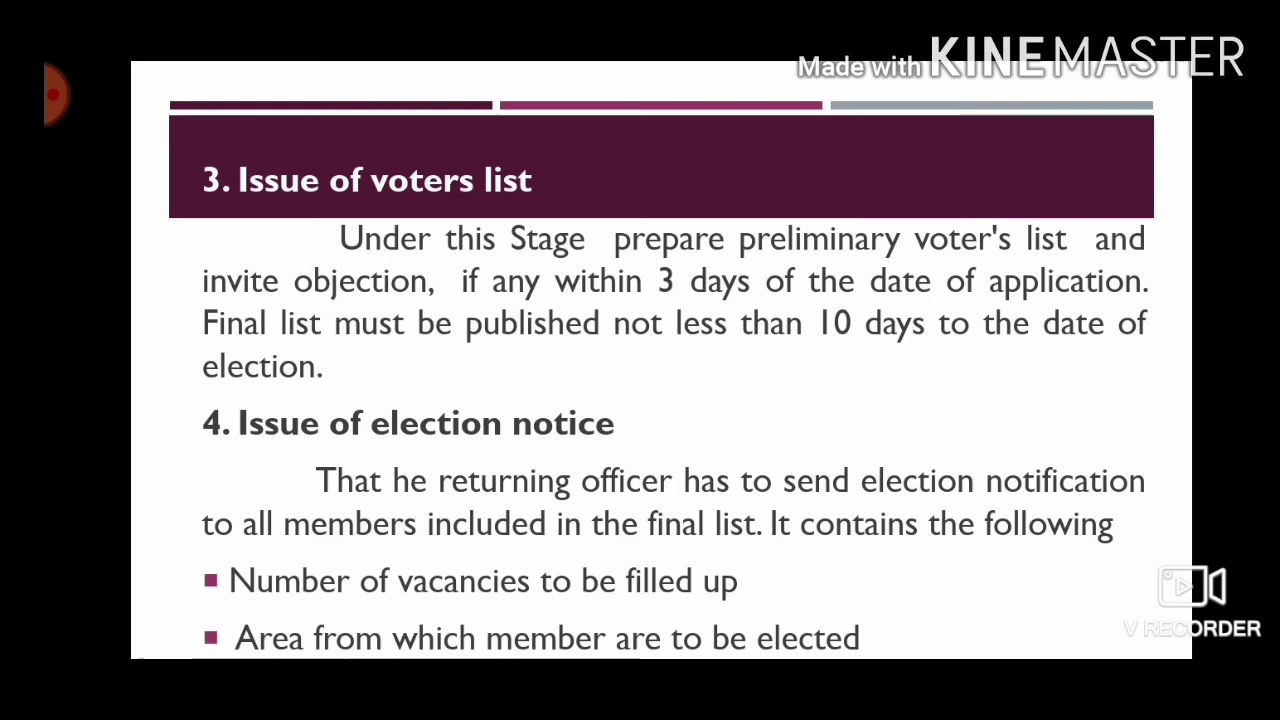 Made with KINEMASTER
3. Issue of voters list
Under this Stage prepare preliminary voter's list and
invite objection, if any within 3 days of the date of application.
Final list must be published not less than 10 days to the date of
election.
4. Issue of election notice
That he returning officer has to send election notification
to all members included in the final list. It contains the following
Number of vacancies to be filled up
Area from which member are to be elected
V RECORDER